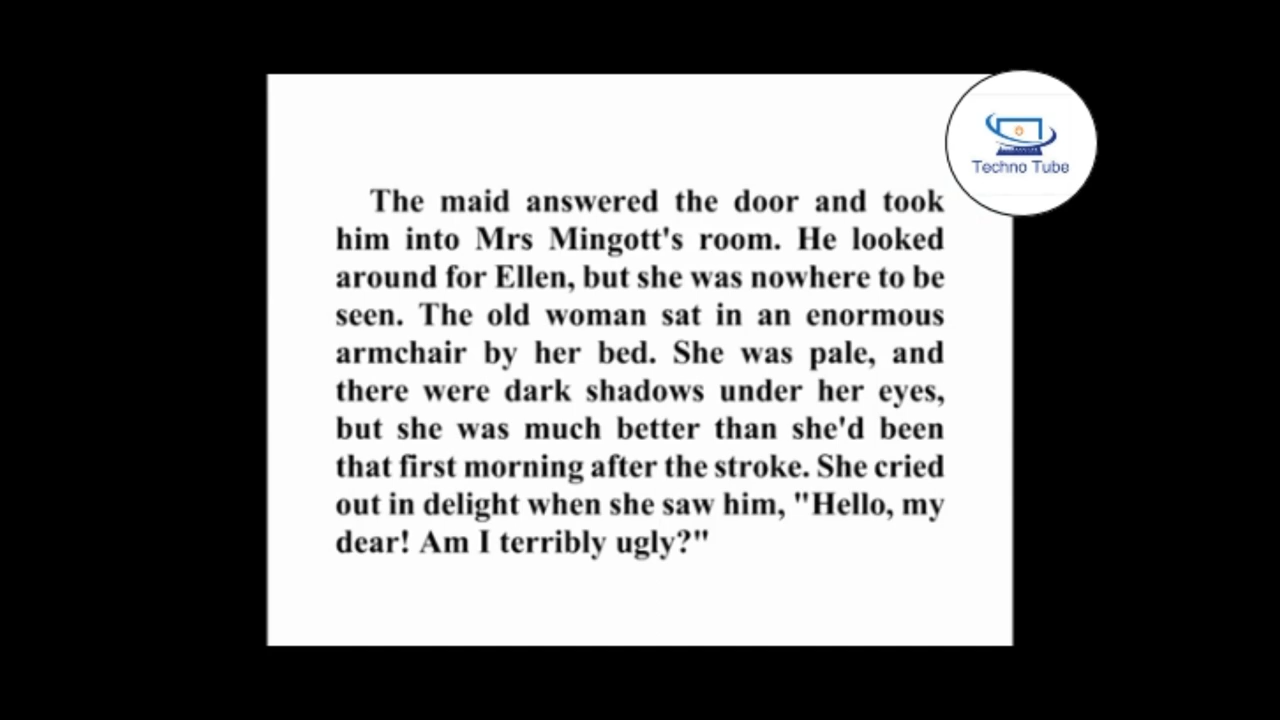 Techno Tube
The maid answered the door and took
him into Mrs Mingott's room. He looked
around for Ellen, but she was nowhere to be
seen. The old woman sat in an enormous
armchair by her bed. She was pale, and
there were dark shadows under her eyes,
but she was much better than she'd been
that first morning after the stroke. She cried
out in delight when she saw him, "Hello, my
dear! Am I terribly ugly?"